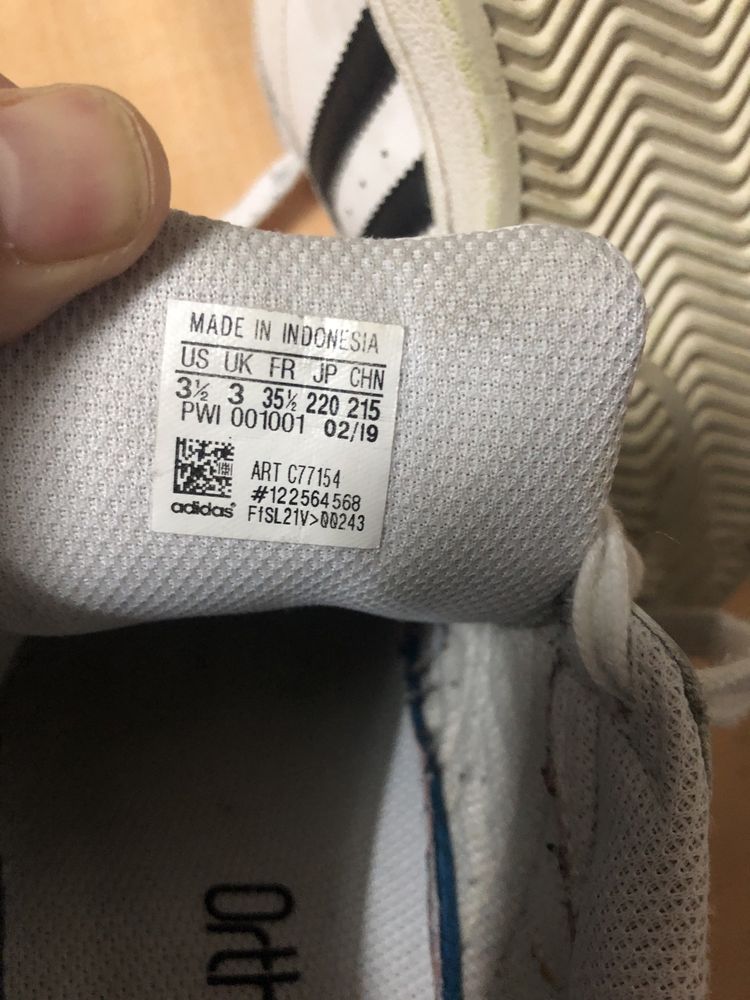 MADE IN INDONESIA
US UK FR JP CHN
3½ 3 35½ 220 215
PWI 001001 02/19
ART C77154
#122564568
adidas® F1SL21V>00243
Orth